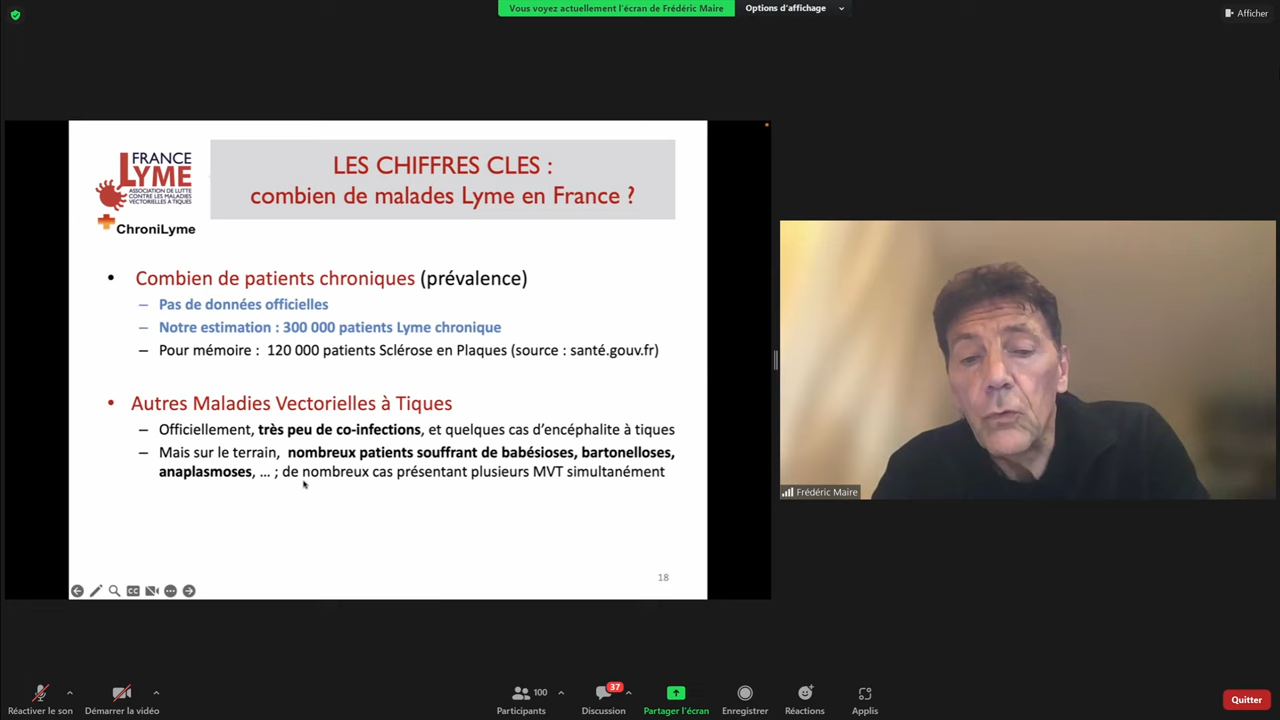 Vous voyez actuellement l'écran de Frédéric Maire
Options d'affichage
Afficher
FRANCE
LYME
ASSOCIATION DE LUTTE
CONTRE LES MALADIES
VECTORIELLES À TIQUES
ChroniLyme
LES CHIFFRES CLES :
combien de malades Lyme en France ?
• Combien de patients chroniques (prévalence)
– Pas de données officielles
– Notre estimation : 300 000 patients Lyme chronique
– Pour mémoire : 120 000 patients Sclérose en Plaques (source : santé.gouv.fr)
• Autres Maladies Vectorielles à Tiques
– Officiellement, très peu de co-infections, et quelques cas d'encéphalite à tiques
– Mais sur le terrain, nombreux patients souffrant de babésioses, bartonelloses,
anaplasmoses, … ; de nombreux cas présentant plusieurs MVT simultanément
18
CC
Frédéric Maire
Réactiver le son
Démarrer la vidéo
100
Participants
37
Discussion
Partager l'écran
Enregistrer
Réactions
Applis
Quitter